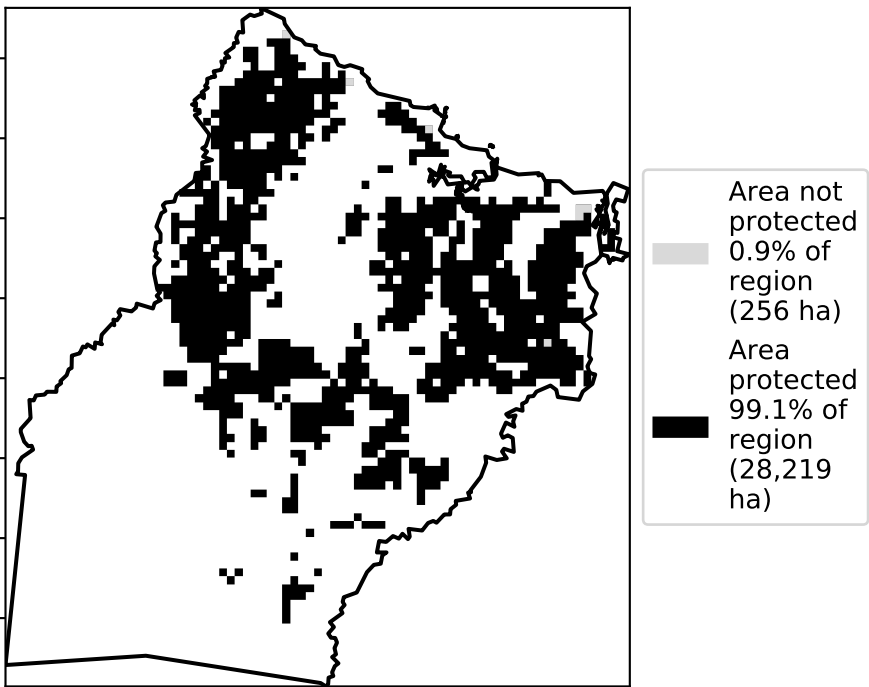 Area not
protected
0.9% of
region
(256 ha)
Area
protected
99.1% of
region
(28,219
ha)